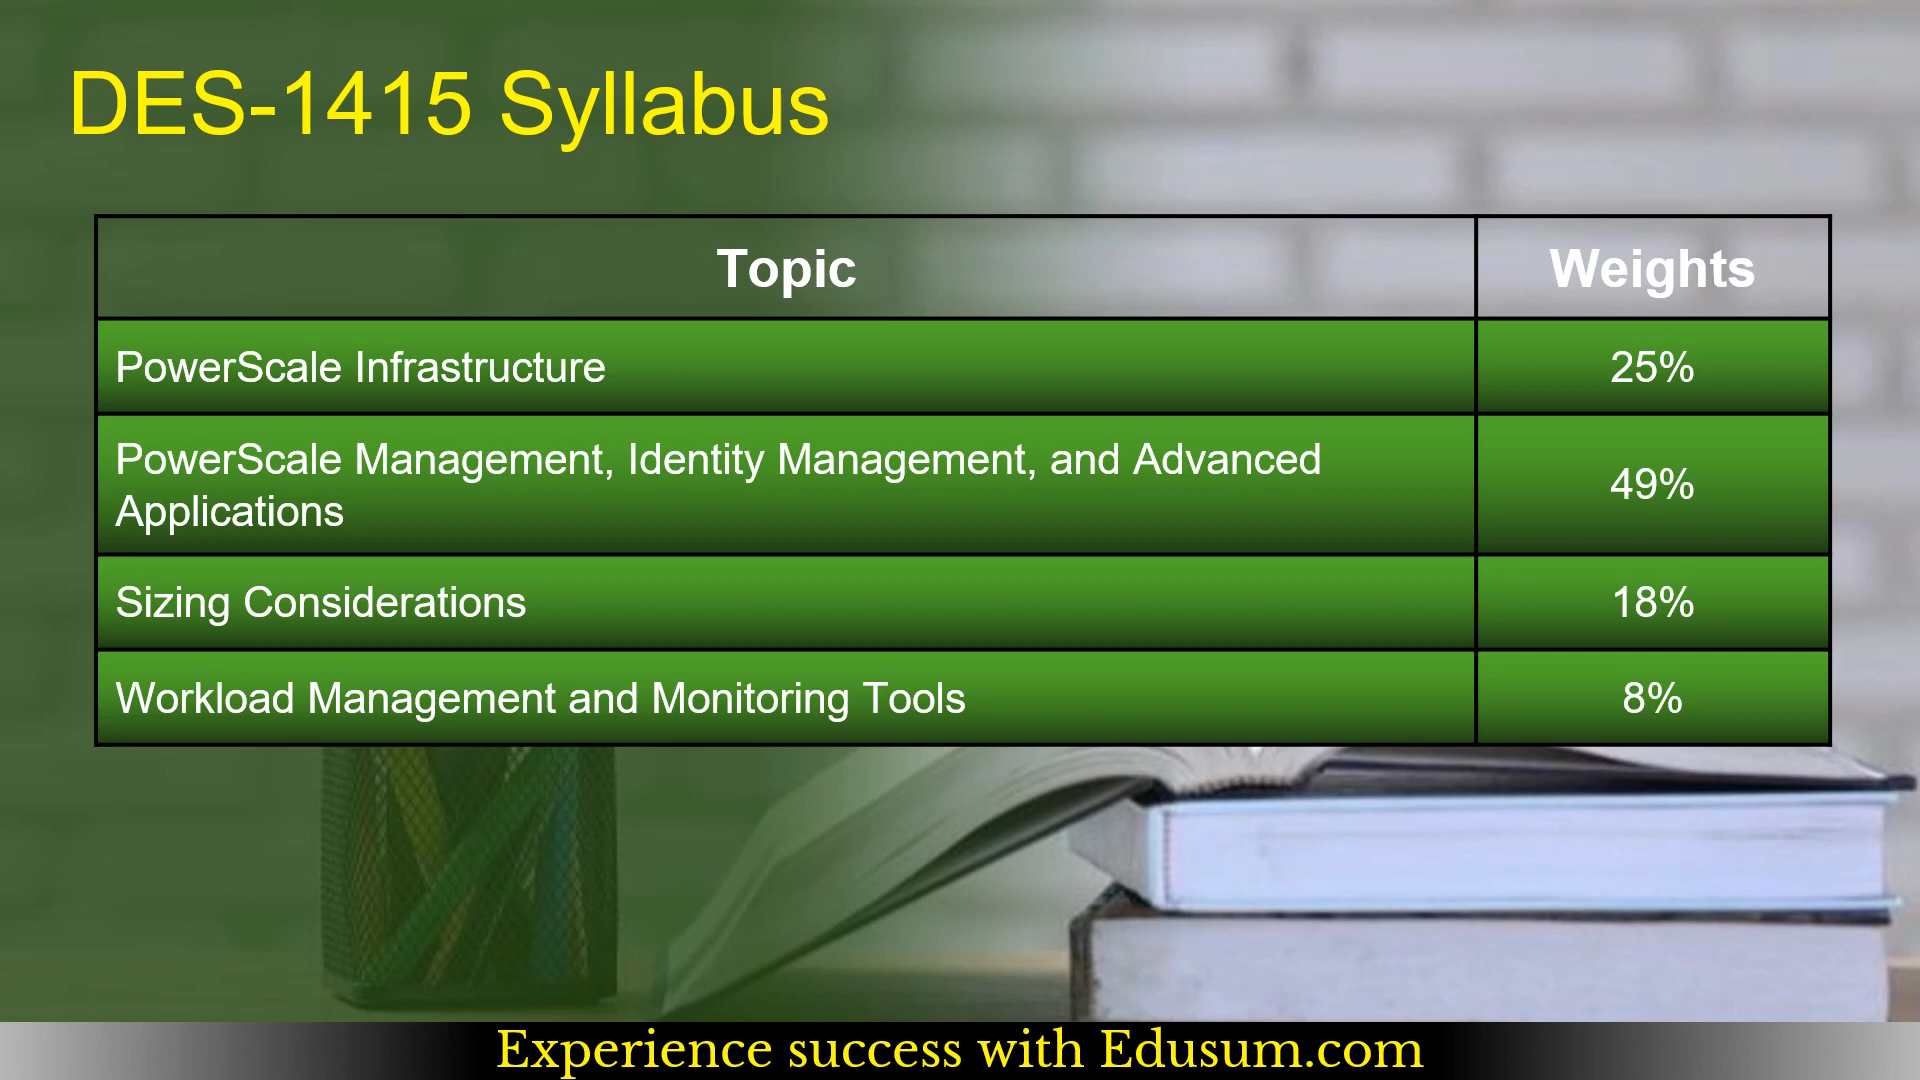 DES-1415 Syllabus
Topic
Weights
PowerScale Infrastructure
25%
PowerScale Management, Identity Management, and Advanced
Applications
49%
Sizing Considerations
18%
Workload Management and Monitoring Tools
8%
Experience success with Edusum.com